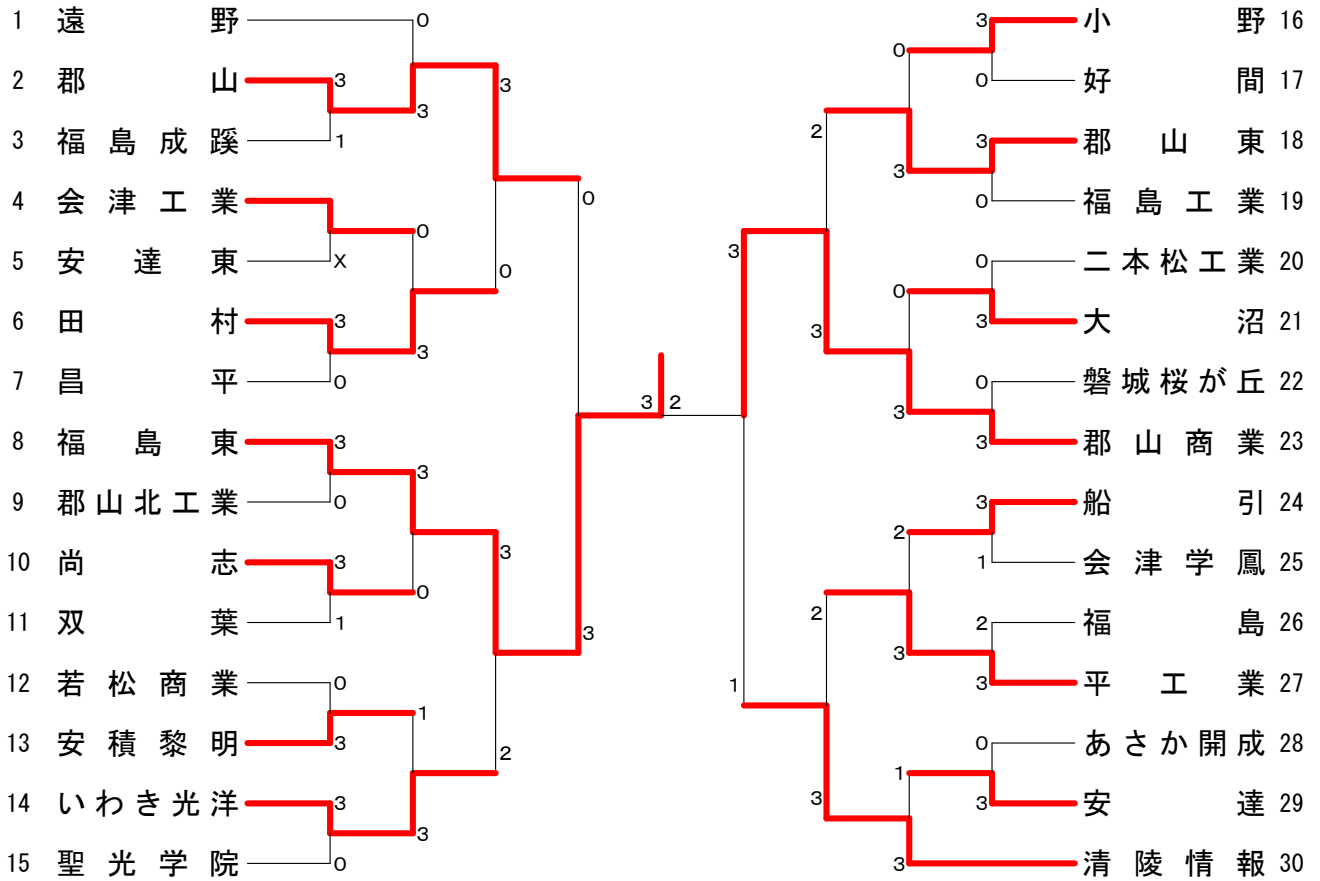 1 遠野 0
2 郡山 3
3
3 福島成蹊 1
3
4 会津工業
0
5 安達東 x
0
6 田村 3
3
7 昌平 0
0
8 福島東 3
3
9 郡山北工業 0
3
10 尚志 3
0
11 双葉 1
3
12 若松商業 0
1
13 安積黎明 3
2
14 いわき光洋 3
3
15 聖光学院 0
3 2
3 小野 16
0
0 好間 17
2
3 郡山東 18
3
0 福島工業 19
3
0 二本松工業 20
0
3 大沼 21
3
0 磐城桜が丘 22
3
3 郡山商業 23
3 船引 24
2
1 会津学鳳 25
2
2 福島 26
3
3 平工業 27
1
0 あさか開成 28
1
3 安達 29
3
3 清陵情報 30